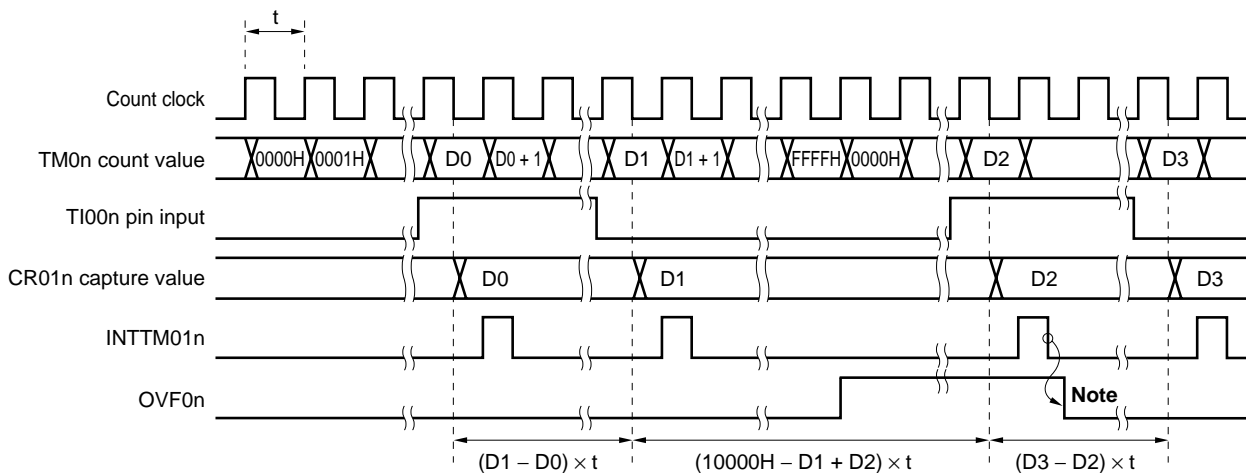 t
Count clock
TM0n count value
0000H 0001H D0 D0 + 1 D1 D1 + 1 FFFFH 0000H D2 D3
TI00n pin input
CR01n capture value
D0 D1 D2 D3
INTTM01n
OVF0n
Note
(D1 − D0) × t (10000H − D1 + D2) × t (D3 − D2) × t